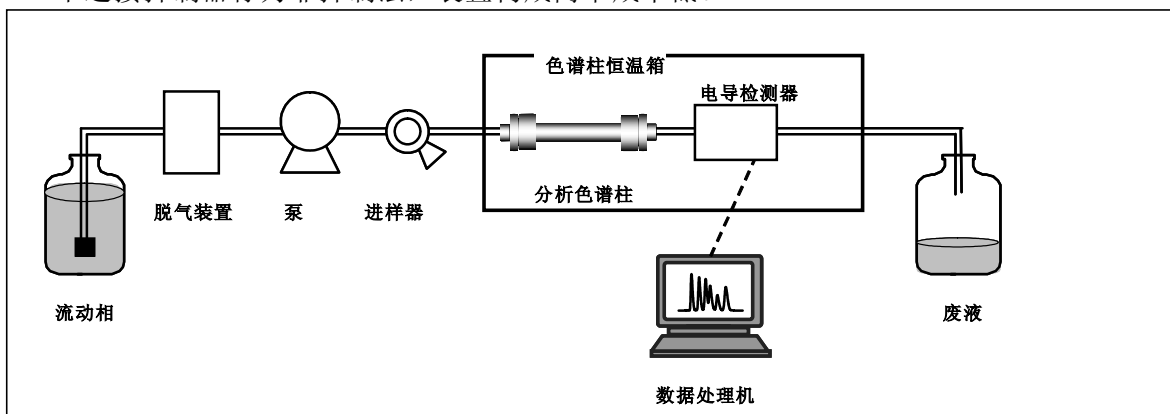 色谱柱恒温箱
电导检测器
分析色谱柱
脱气装置
泵
进样器
流动相
废液
数据处理机